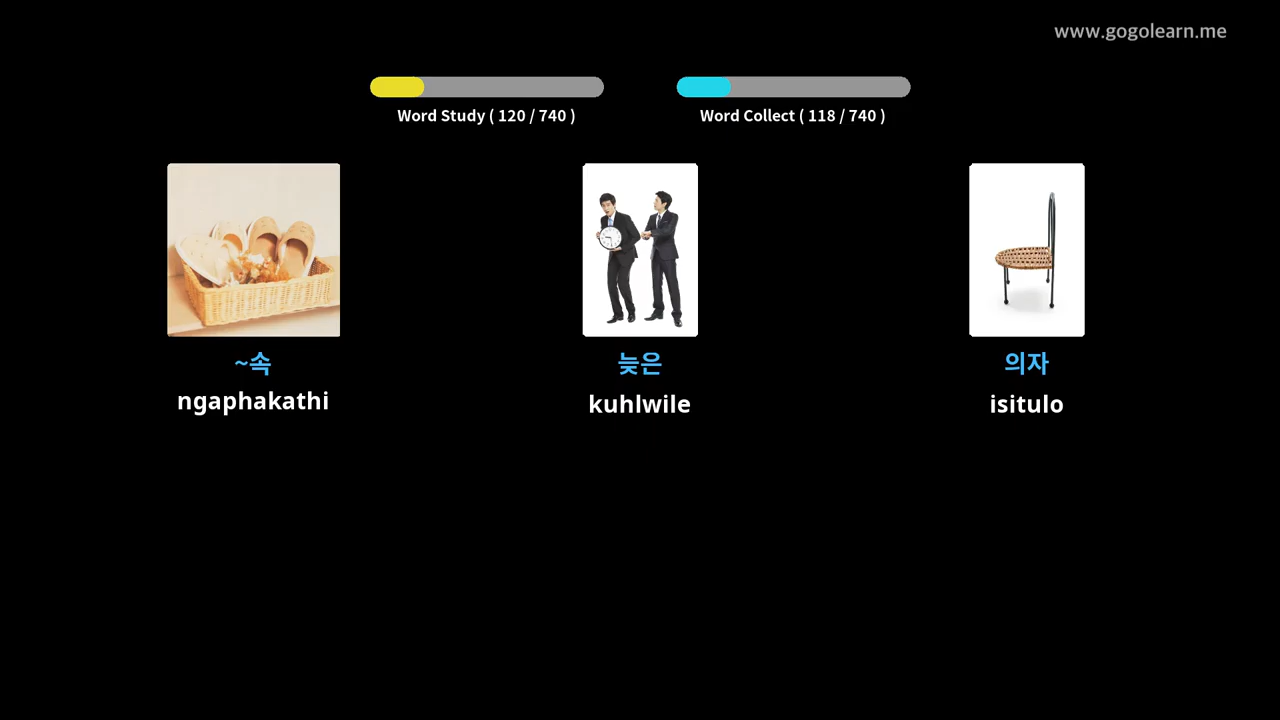 www.gogolearn.me
Word Study ( 120 / 740 )
Word Collect ( 118 / 740 )
~속
ngaphakathi
늦은
kuhlwile
의자
isitulo